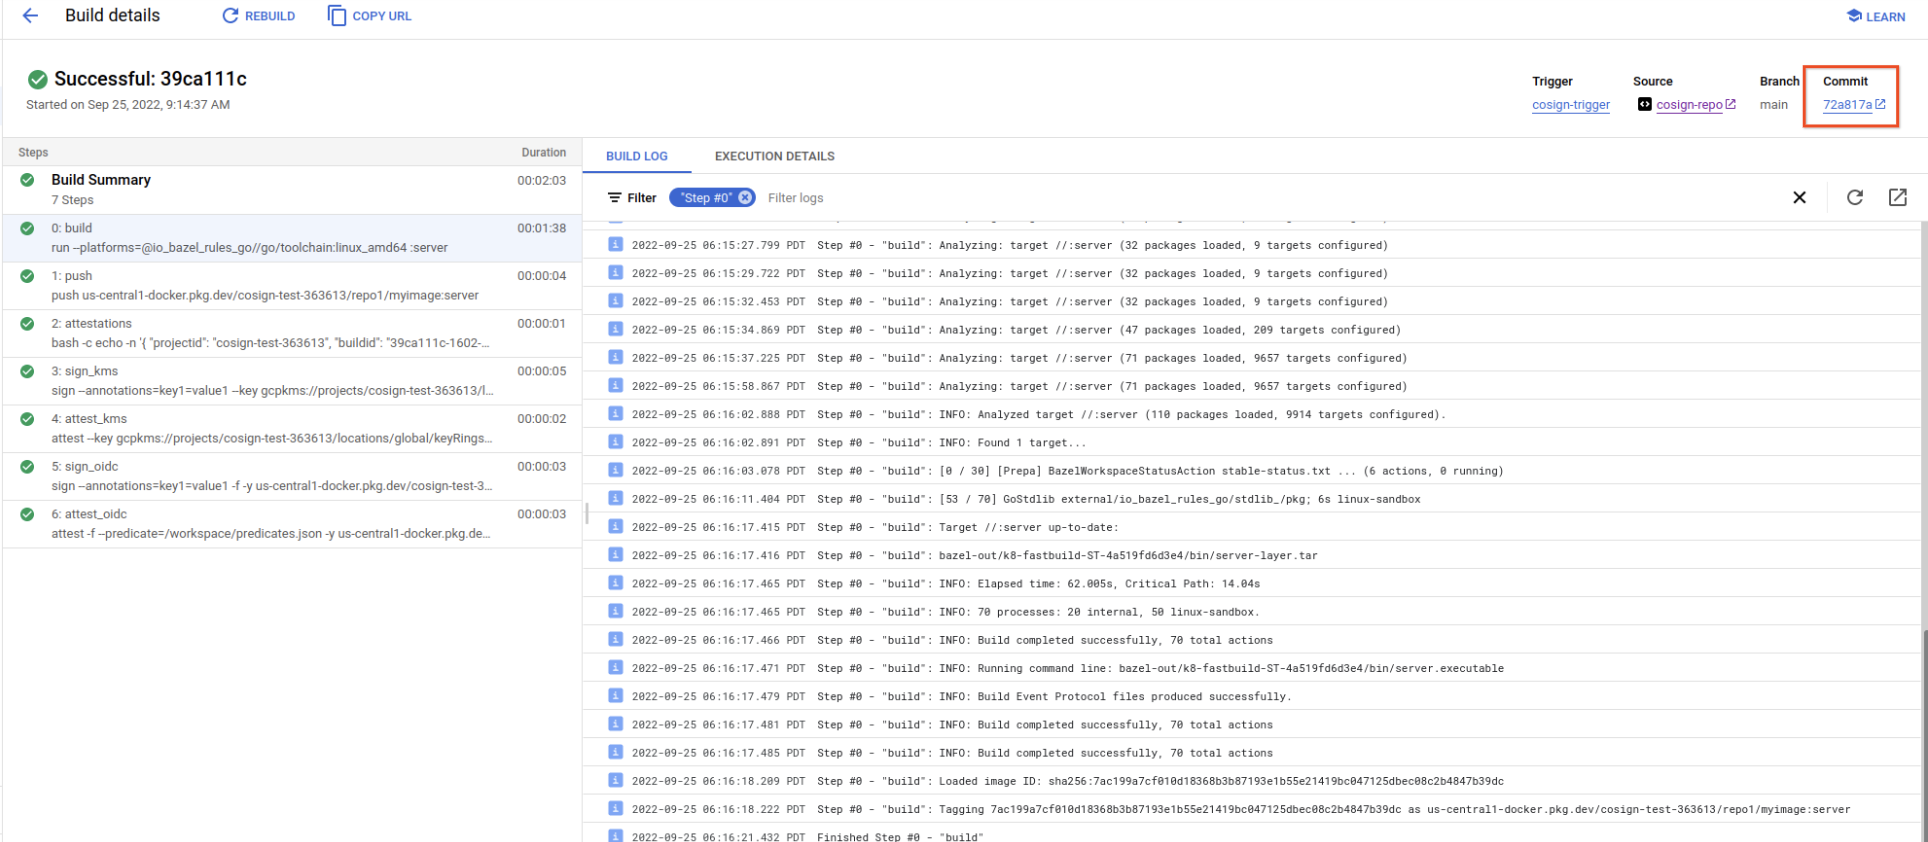 Build details
REBUILD
COPY URL
LEARN
Successful: 39ca111c
Started on Sep 25, 2022, 9:14:37 AM
Trigger
cosign-trigger
Source
cosign-repo
Branch
main
Commit
72a817a
Steps
Duration
Build Summary
00:02:03
7 Steps
0: build
00:01:38
run --platforms=@io_bazel_rules_go//go/toolchain:linux_amd64 :server
1: push
00:00:04
push us-central1-docker.pkg.dev/cosign-test-363613/repo1/myimage:server
2: attestations
00:00:01
bash -c echo -n '{ "projectid": "cosign-test-363613", "buildid": "39ca111c-1602-...
3: sign_kms
00:00:05
sign --annotations=key1=value1 --key gcpkms://projects/cosign-test-363613/l...
4: attest_kms
00:00:02
attest --key gcpkms://projects/cosign-test-363613/locations/global/keyRings...
5: sign_oidc
00:00:03
sign --annotations=key1=value1 -f -y us-central1-docker.pkg.dev/cosign-test-3...
6: attest_oidc
00:00:03
attest -f --predicate=/workspace/predicates.json -y us-central1-docker.pkg.de...
BUILD LOG
EXECUTION DETAILS
Filter
"Step #0"
Filter logs
2022-09-25 06:15:27.799 PDT Step #0 - "build": Analyzing: target //:server (32 packages loaded, 9 targets configured)
2022-09-25 06:15:29.722 PDT Step #0 - "build": Analyzing: target //:server (32 packages loaded, 9 targets configured)
2022-09-25 06:15:32.453 PDT Step #0 - "build": Analyzing: target //:server (32 packages loaded, 9 targets configured)
2022-09-25 06:15:34.869 PDT Step #0 - "build": Analyzing: target //:server (47 packages loaded, 209 targets configured)
2022-09-25 06:15:37.225 PDT Step #0 - "build": Analyzing: target //:server (71 packages loaded, 9657 targets configured)
2022-09-25 06:15:58.867 PDT Step #0 - "build": Analyzing: target //:server (71 packages loaded, 9657 targets configured)
2022-09-25 06:16:02.888 PDT Step #0 - "build": INFO: Analyzed target //:server (110 packages loaded, 9914 targets configured).
2022-09-25 06:16:02.891 PDT Step #0 - "build": INFO: Found 1 target...
2022-09-25 06:16:03.078 PDT Step #0 - "build": [0 / 30] [Prepa] BazelWorkspaceStatusAction stable-status.txt ... (6 actions, 0 running)
2022-09-25 06:16:11.404 PDT Step #0 - "build": [53 / 70] GoStdlib external/io_bazel_rules_go/stdlib_/pkg; 6s linux-sandbox
2022-09-25 06:16:17.415 PDT Step #0 - "build": Target //:server up-to-date:
2022-09-25 06:16:17.416 PDT Step #0 - "build": bazel-out/k8-fastbuild-ST-4a519fd6d3e4/bin/server-layer.tar
2022-09-25 06:16:17.465 PDT Step #0 - "build": INFO: Elapsed time: 62.005s, Critical Path: 14.04s
2022-09-25 06:16:17.465 PDT Step #0 - "build": INFO: 70 processes: 20 internal, 50 linux-sandbox.
2022-09-25 06:16:17.466 PDT Step #0 - "build": INFO: Build completed successfully, 70 total actions
2022-09-25 06:16:17.471 PDT Step #0 - "build": INFO: Running command line: bazel-out/k8-fastbuild-ST-4a519fd6d3e4/bin/server.executable
2022-09-25 06:16:17.479 PDT Step #0 - "build": INFO: Build Event Protocol files produced successfully.
2022-09-25 06:16:17.481 PDT Step #0 - "build": INFO: Build completed successfully, 70 total actions
2022-09-25 06:16:17.485 PDT Step #0 - "build": INFO: Build completed successfully, 70 total actions
2022-09-25 06:16:18.209 PDT Step #0 - "build": Loaded image ID: sha256:7ac199a7cf010d18368b3b87193e1b55e21419bc047125dbec08c2b4847b39dc
2022-09-25 06:16:18.222 PDT Step #0 - "build": Tagging 7ac199a7cf010d18368b3b87193e1b55e21419bc047125dbec08c2b4847b39dc as us-central1-docker.pkg.dev/cosign-test-363613/repo1/myimage:server
2022-09-25 06:16:21.432 PDT Finished Step #0 - "build"